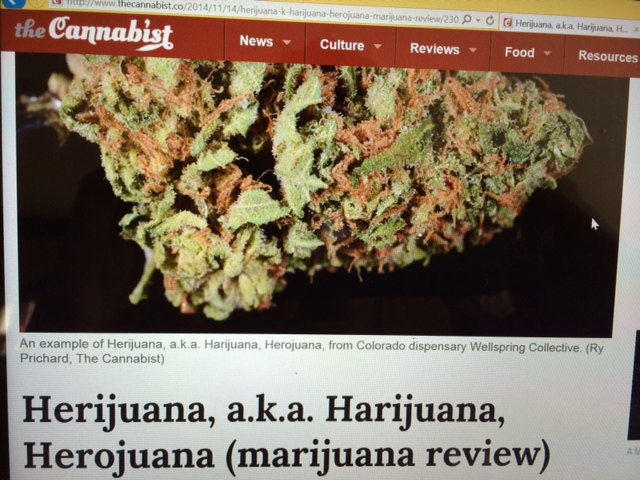 http://www.thecannabist.co/2014/11/14/herijuana-k-harijuana-herojuana-marijuana-review/230
Herijuana, a.k.a. Harijuana, H...
the Cannabist
News
Culture
Reviews
Food
Resources
An example of Herijuana, a.k.a. Harijuana, Herojuana, from Colorado dispensary Wellspring Collective. (Ry
Prichard, The Cannabist)
Herijuana, a.k.a. Harijuana,
Herojuana (marijuana review)